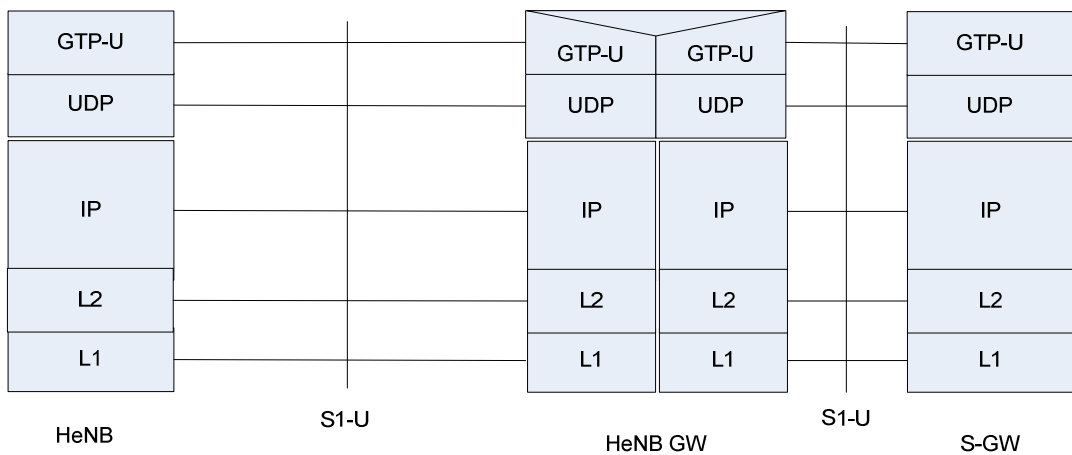 GTP-U GTP-U GTP-U GTP-U
UDP UDP UDP UDP
IP IP IP IP
L2 L2 L2 L2
L1 L1 L1 L1
S1-U S1-U
HeNB HeNB GW S-GW